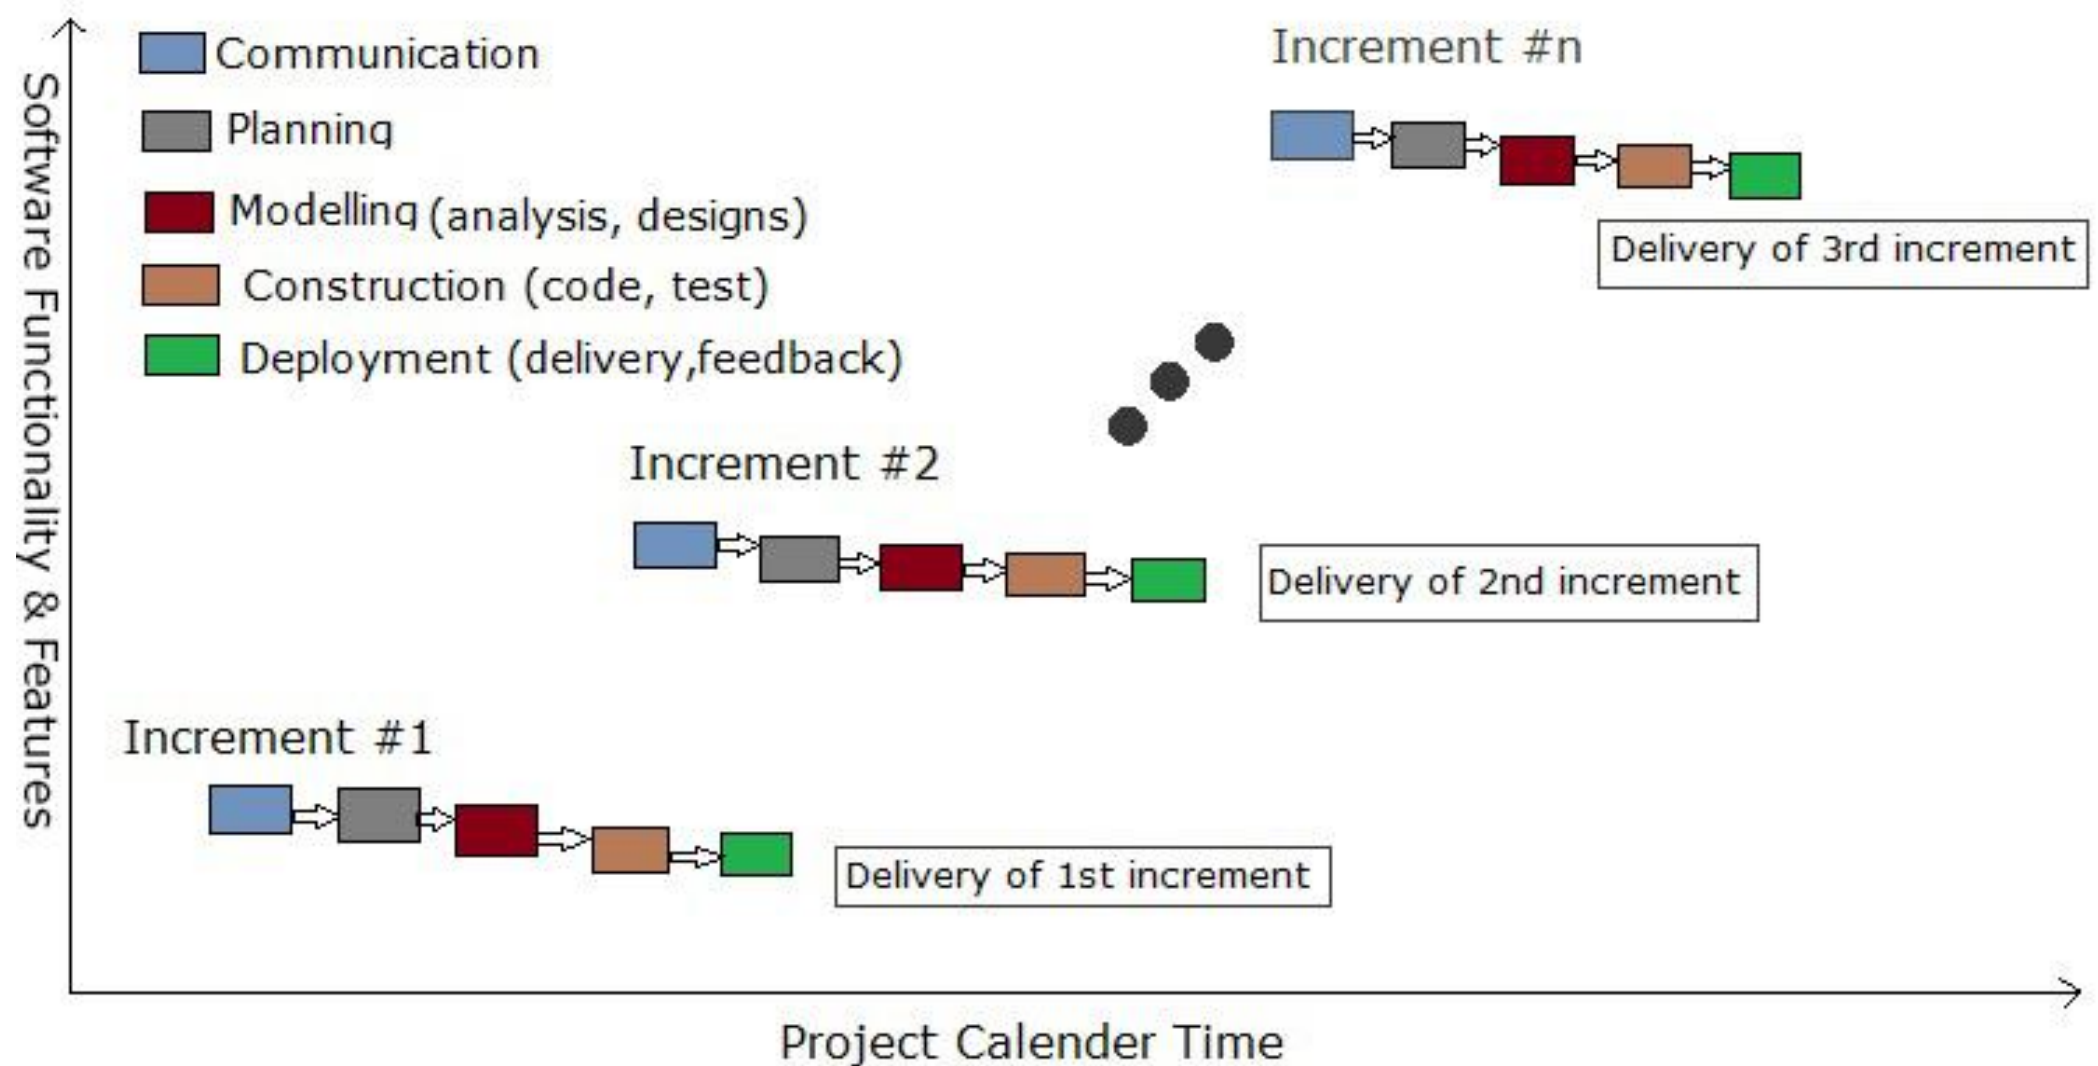 Software Functionality & Features
Communication
Planning
Modelling (analysis, designs)
Construction (code, test)
Deployment (delivery,feedback)
Increment #n
Delivery of 3rd increment
Increment #2
Delivery of 2nd increment
Increment #1
Delivery of 1st increment
Project Calender Time